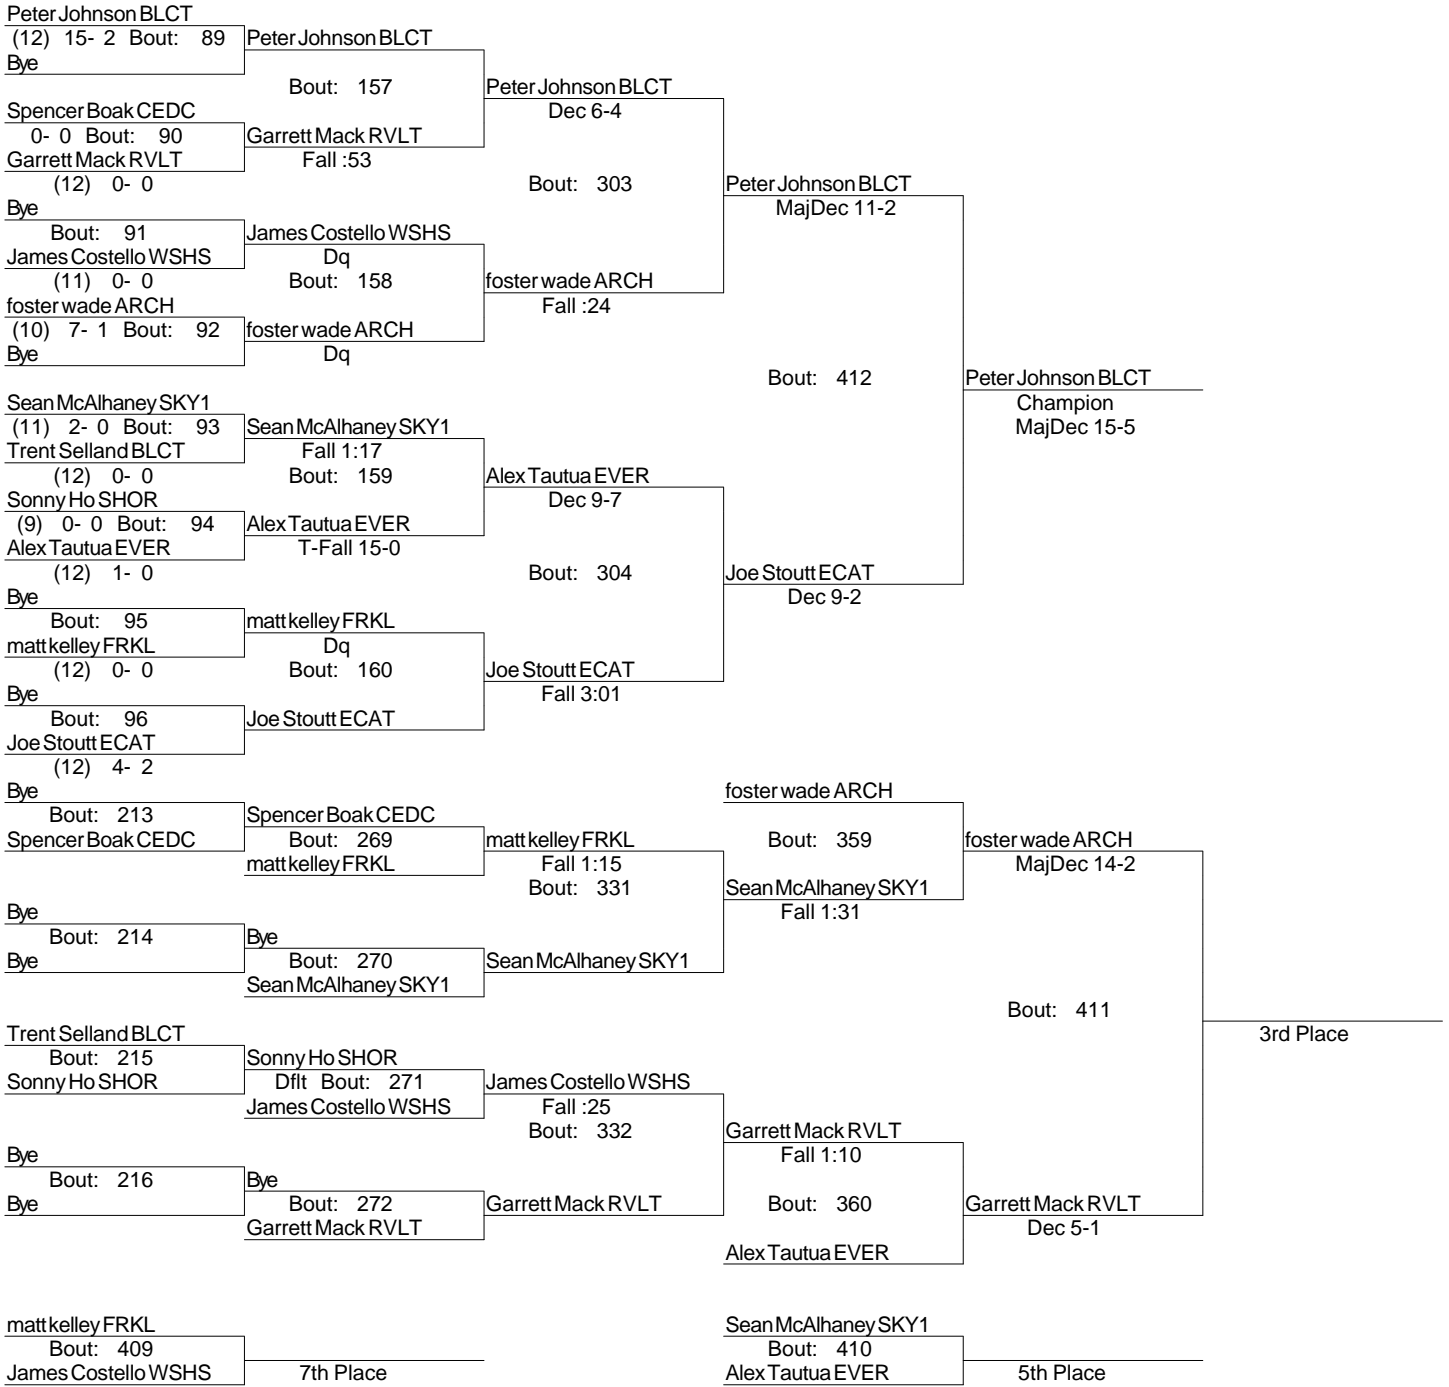 Peter Johnson BLCT
(12) 15- 2 Bout: 89 Peter Johnson BLCT
Bye
Bout: 157 Peter Johnson BLCT
Spencer Boak CEDC Dec 6-4
0- 0 Bout: 90 Garrett Mack RVLT
Garrett Mack RVLT Fall :53
(12) 0- 0 Bout: 303 Peter Johnson BLCT
Bye MajDec 11-2
Bout: 91 James Costello WSHS
James Costello WSHS Dq
(11) 0- 0 Bout: 158 foster wade ARCH
foster wade ARCH Fall :24
(10) 7- 1 Bout: 92 foster wade ARCH
Bye Dq
Bout: 412 Peter Johnson BLCT
Sean McAlhaney SKY1 Champion
(11) 2- 0 Bout: 93 Sean McAlhaney SKY1 MajDec 15-5
Trent Selland BLCT Fall 1:17
(12) 0- 0 Bout: 159 Alex Tautua EVER
Sonny Ho SHOR Dec 9-7
(9) 0- 0 Bout: 94 Alex Tautua EVER
Alex Tautua EVER T-Fall 15-0
(12) 1- 0 Bout: 304 Joe Stoutt ECAT
Bye Dec 9-2
Bout: 95 matt kelley FRKL
matt kelley FRKL Dq
(12) 0- 0 Bout: 160 Joe Stoutt ECAT
Bye Fall 3:01
Bout: 96 Joe Stoutt ECAT
Joe Stoutt ECAT
(12) 4- 2
Bye foster wade ARCH
Bout: 213 Spencer Boak CEDC
Spencer Boak CEDC Bout: 269 matt kelley FRKL Bout: 359 foster wade ARCH
matt kelley FRKL Fall 1:15 MajDec 14-2
Bout: 331 Sean McAlhaney SKY1
Bye Fall 1:31
Bout: 214 Bye
Bye Bout: 270 Sean McAlhaney SKY1
Sean McAlhaney SKY1
Bout: 411
Trent Selland BLCT 3rd Place
Bout: 215 Sonny Ho SHOR
Sonny Ho SHOR Dflt Bout: 271 James Costello WSHS
James Costello WSHS Fall :25
Bout: 332 Garrett Mack RVLT
Bye Fall 1:10
Bout: 216 Bye
Bye Bout: 272 Garrett Mack RVLT Bout: 360 Garrett Mack RVLT
Garrett Mack RVLT Dec 5-1
Alex Tautua EVER
matt kelley FRKL Sean McAlhaney SKY1
Bout: 409 Bout: 410
James Costello WSHS 7th Place Alex Tautua EVER 5th Place